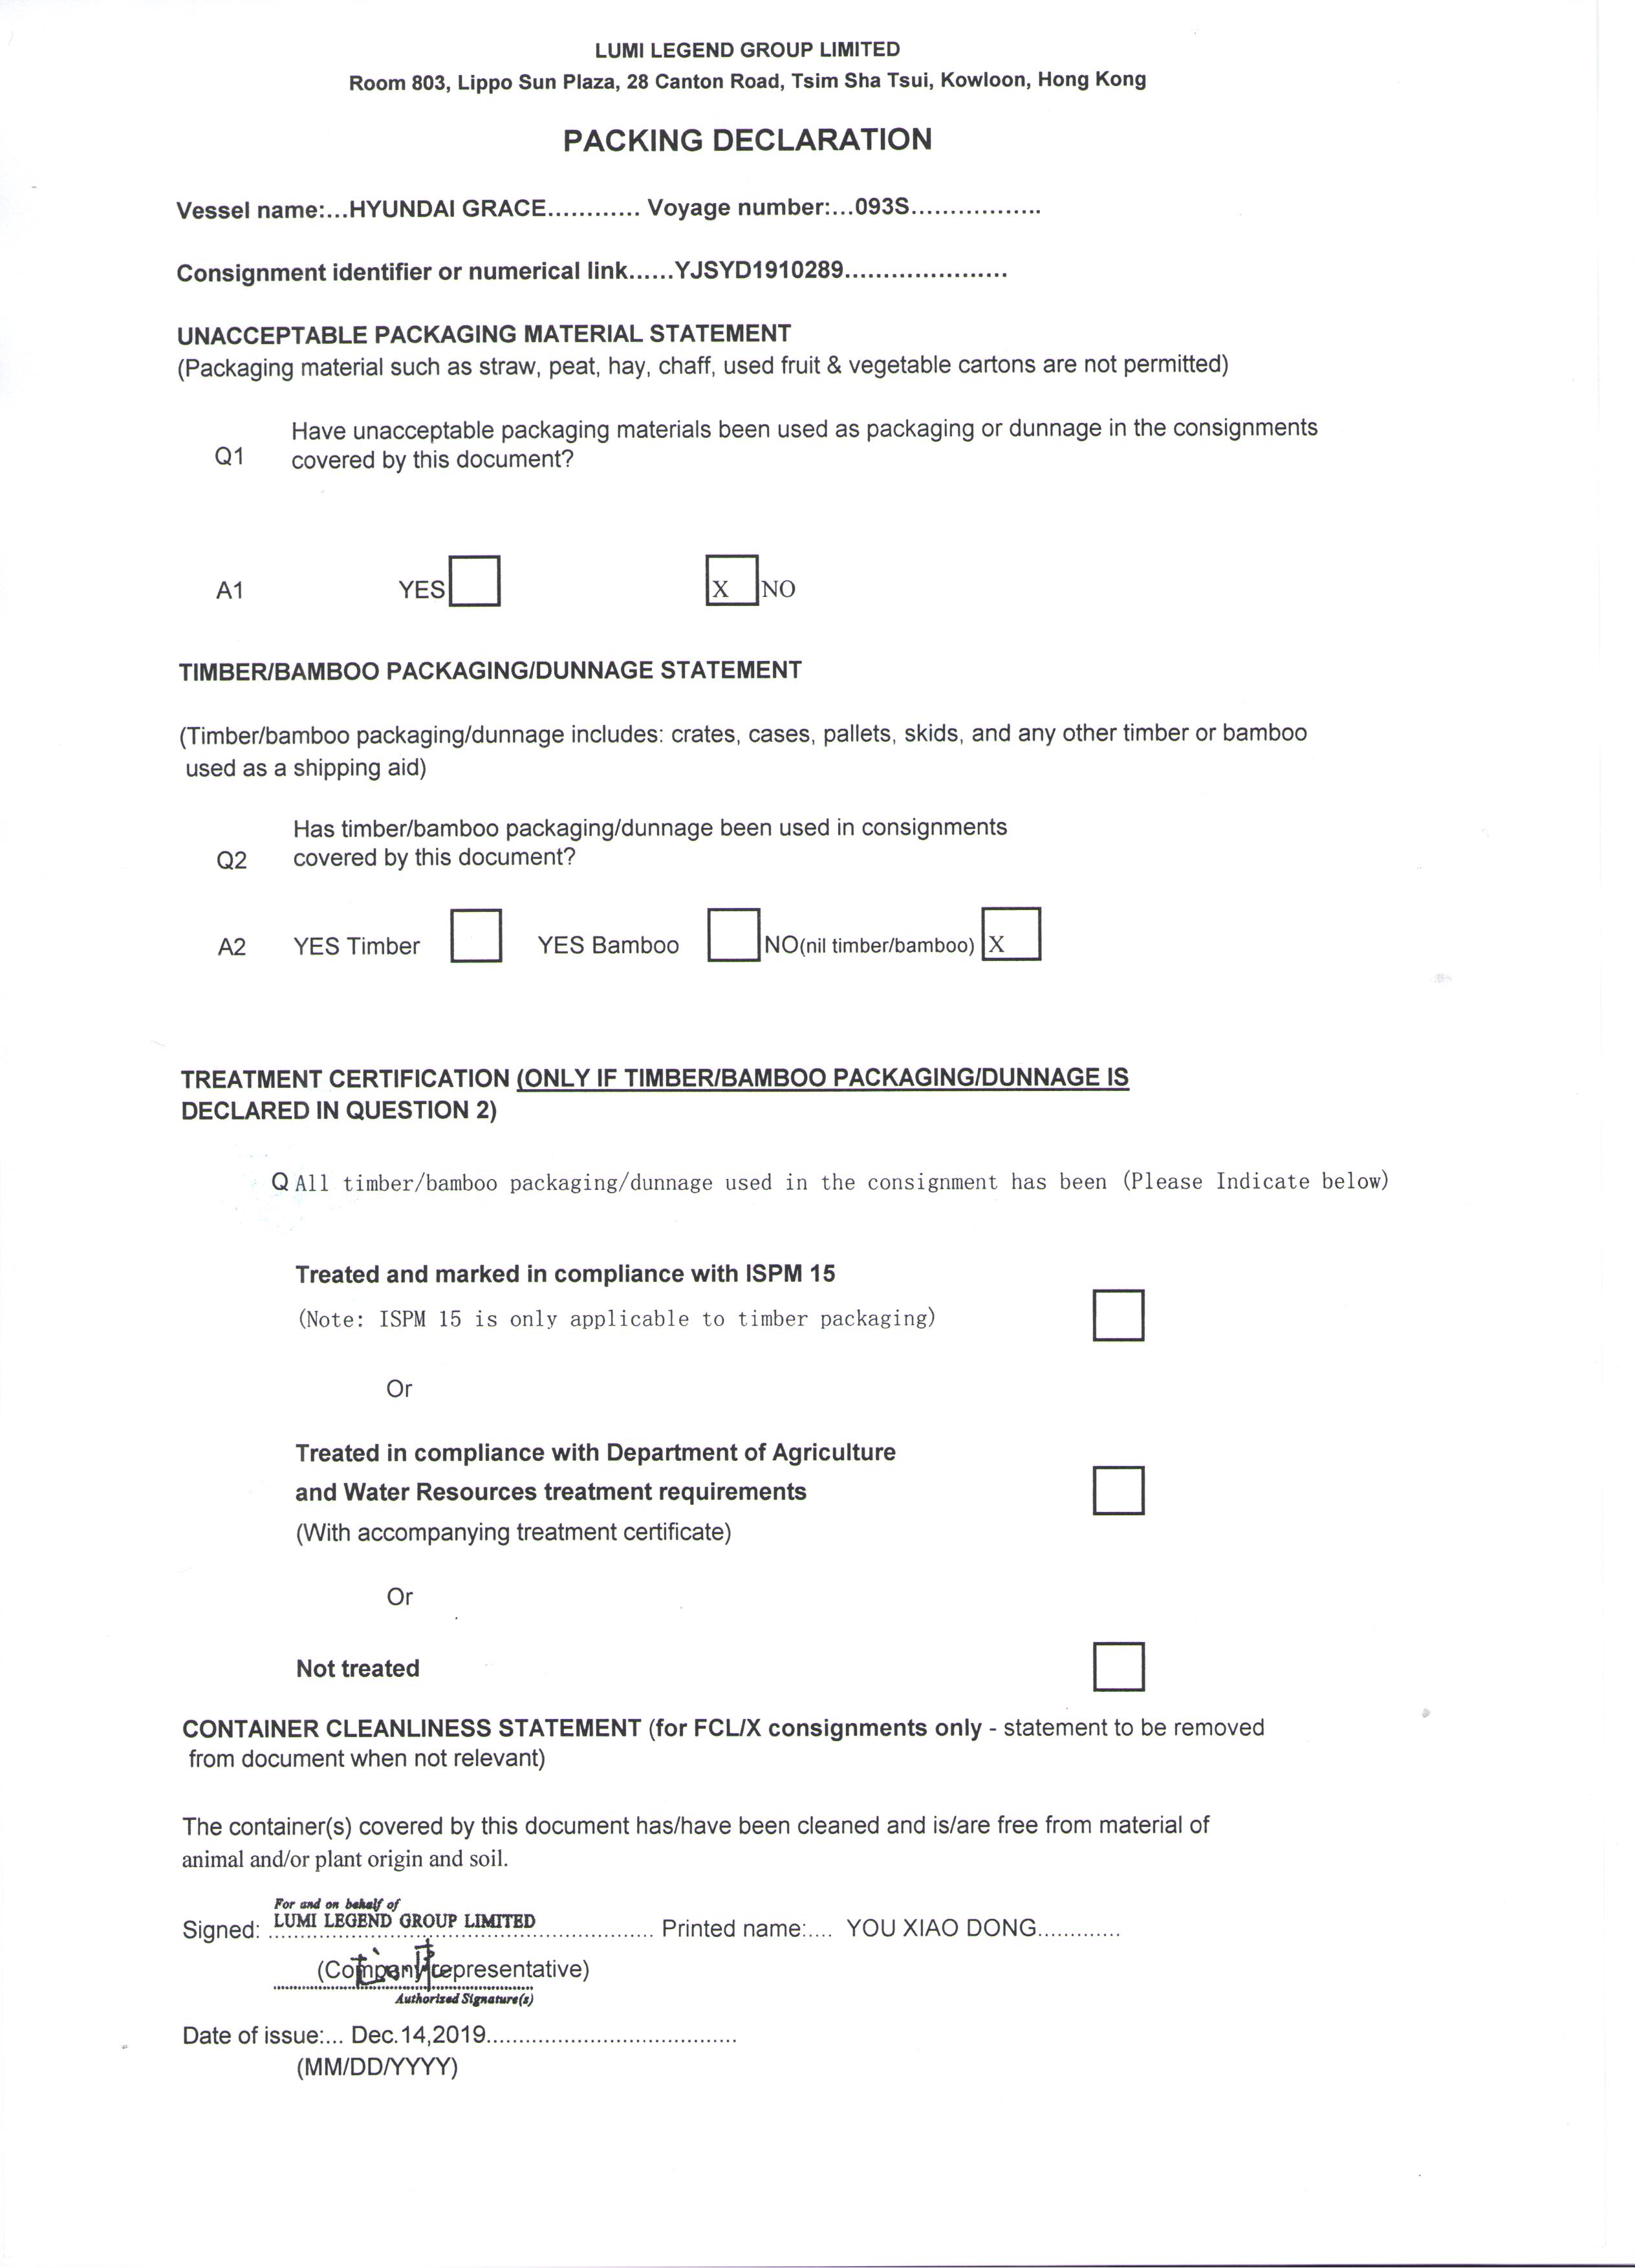 LUMI LEGEND GROUP LIMITED
Room 803, Lippo Sun Plaza, 28 Canton Road, Tsim Sha Tsui, Kowloon, Hong Kong
PACKING DECLARATION
Vessel name:...HYUNDAI GRACE............ Voyage number:...093S.................
Consignment identifier or numerical link......YJSYD1910289.....................
UNACCEPTABLE PACKAGING MATERIAL STATEMENT
(Packaging material such as straw, peat, hay, chaff, used fruit & vegetable cartons are not permitted)
Q1 Have unacceptable packaging materials been used as packaging or dunnage in the consignments
covered by this document?
A1 YES X NO
TIMBER/BAMBOO PACKAGING/DUNNAGE STATEMENT
(Timber/bamboo packaging/dunnage includes: crates, cases, pallets, skids, and any other timber or bamboo
used as a shipping aid)
Has timber/bamboo packaging/dunnage been used in consignments
Q2 covered by this document?
A2 YES Timber YES Bamboo NO(nil timber/bamboo) X
TREATMENT CERTIFICATION (ONLY IF TIMBER/BAMBOO PACKAGING/DUNNAGE IS
DECLARED IN QUESTION 2)
Q All timber/bamboo packaging/dunnage used in the consignment has been (Please Indicate below)
Treated and marked in compliance with ISPM 15
(Note: ISPM 15 is only applicable to timber packaging)
Or
Treated in compliance with Department of Agriculture
and Water Resources treatment requirements
(With accompanying treatment certificate)
Or
Not treated
CONTAINER CLEANLINESS STATEMENT (for FCL/X consignments only - statement to be removed
from document when not relevant)
The container(s) covered by this document has/have been cleaned and is/are free from material of
animal and/or plant origin and soil.
For and on behalf of
LUMI LEGEND GROUP LIMITED
Signed: .......................................................... Printed name:.... YOU XIAO DONG.............
(Company representative)
Authorized Signature(s)
Date of issue:... Dec.14,2019......................................
(MM/DD/YYYY)